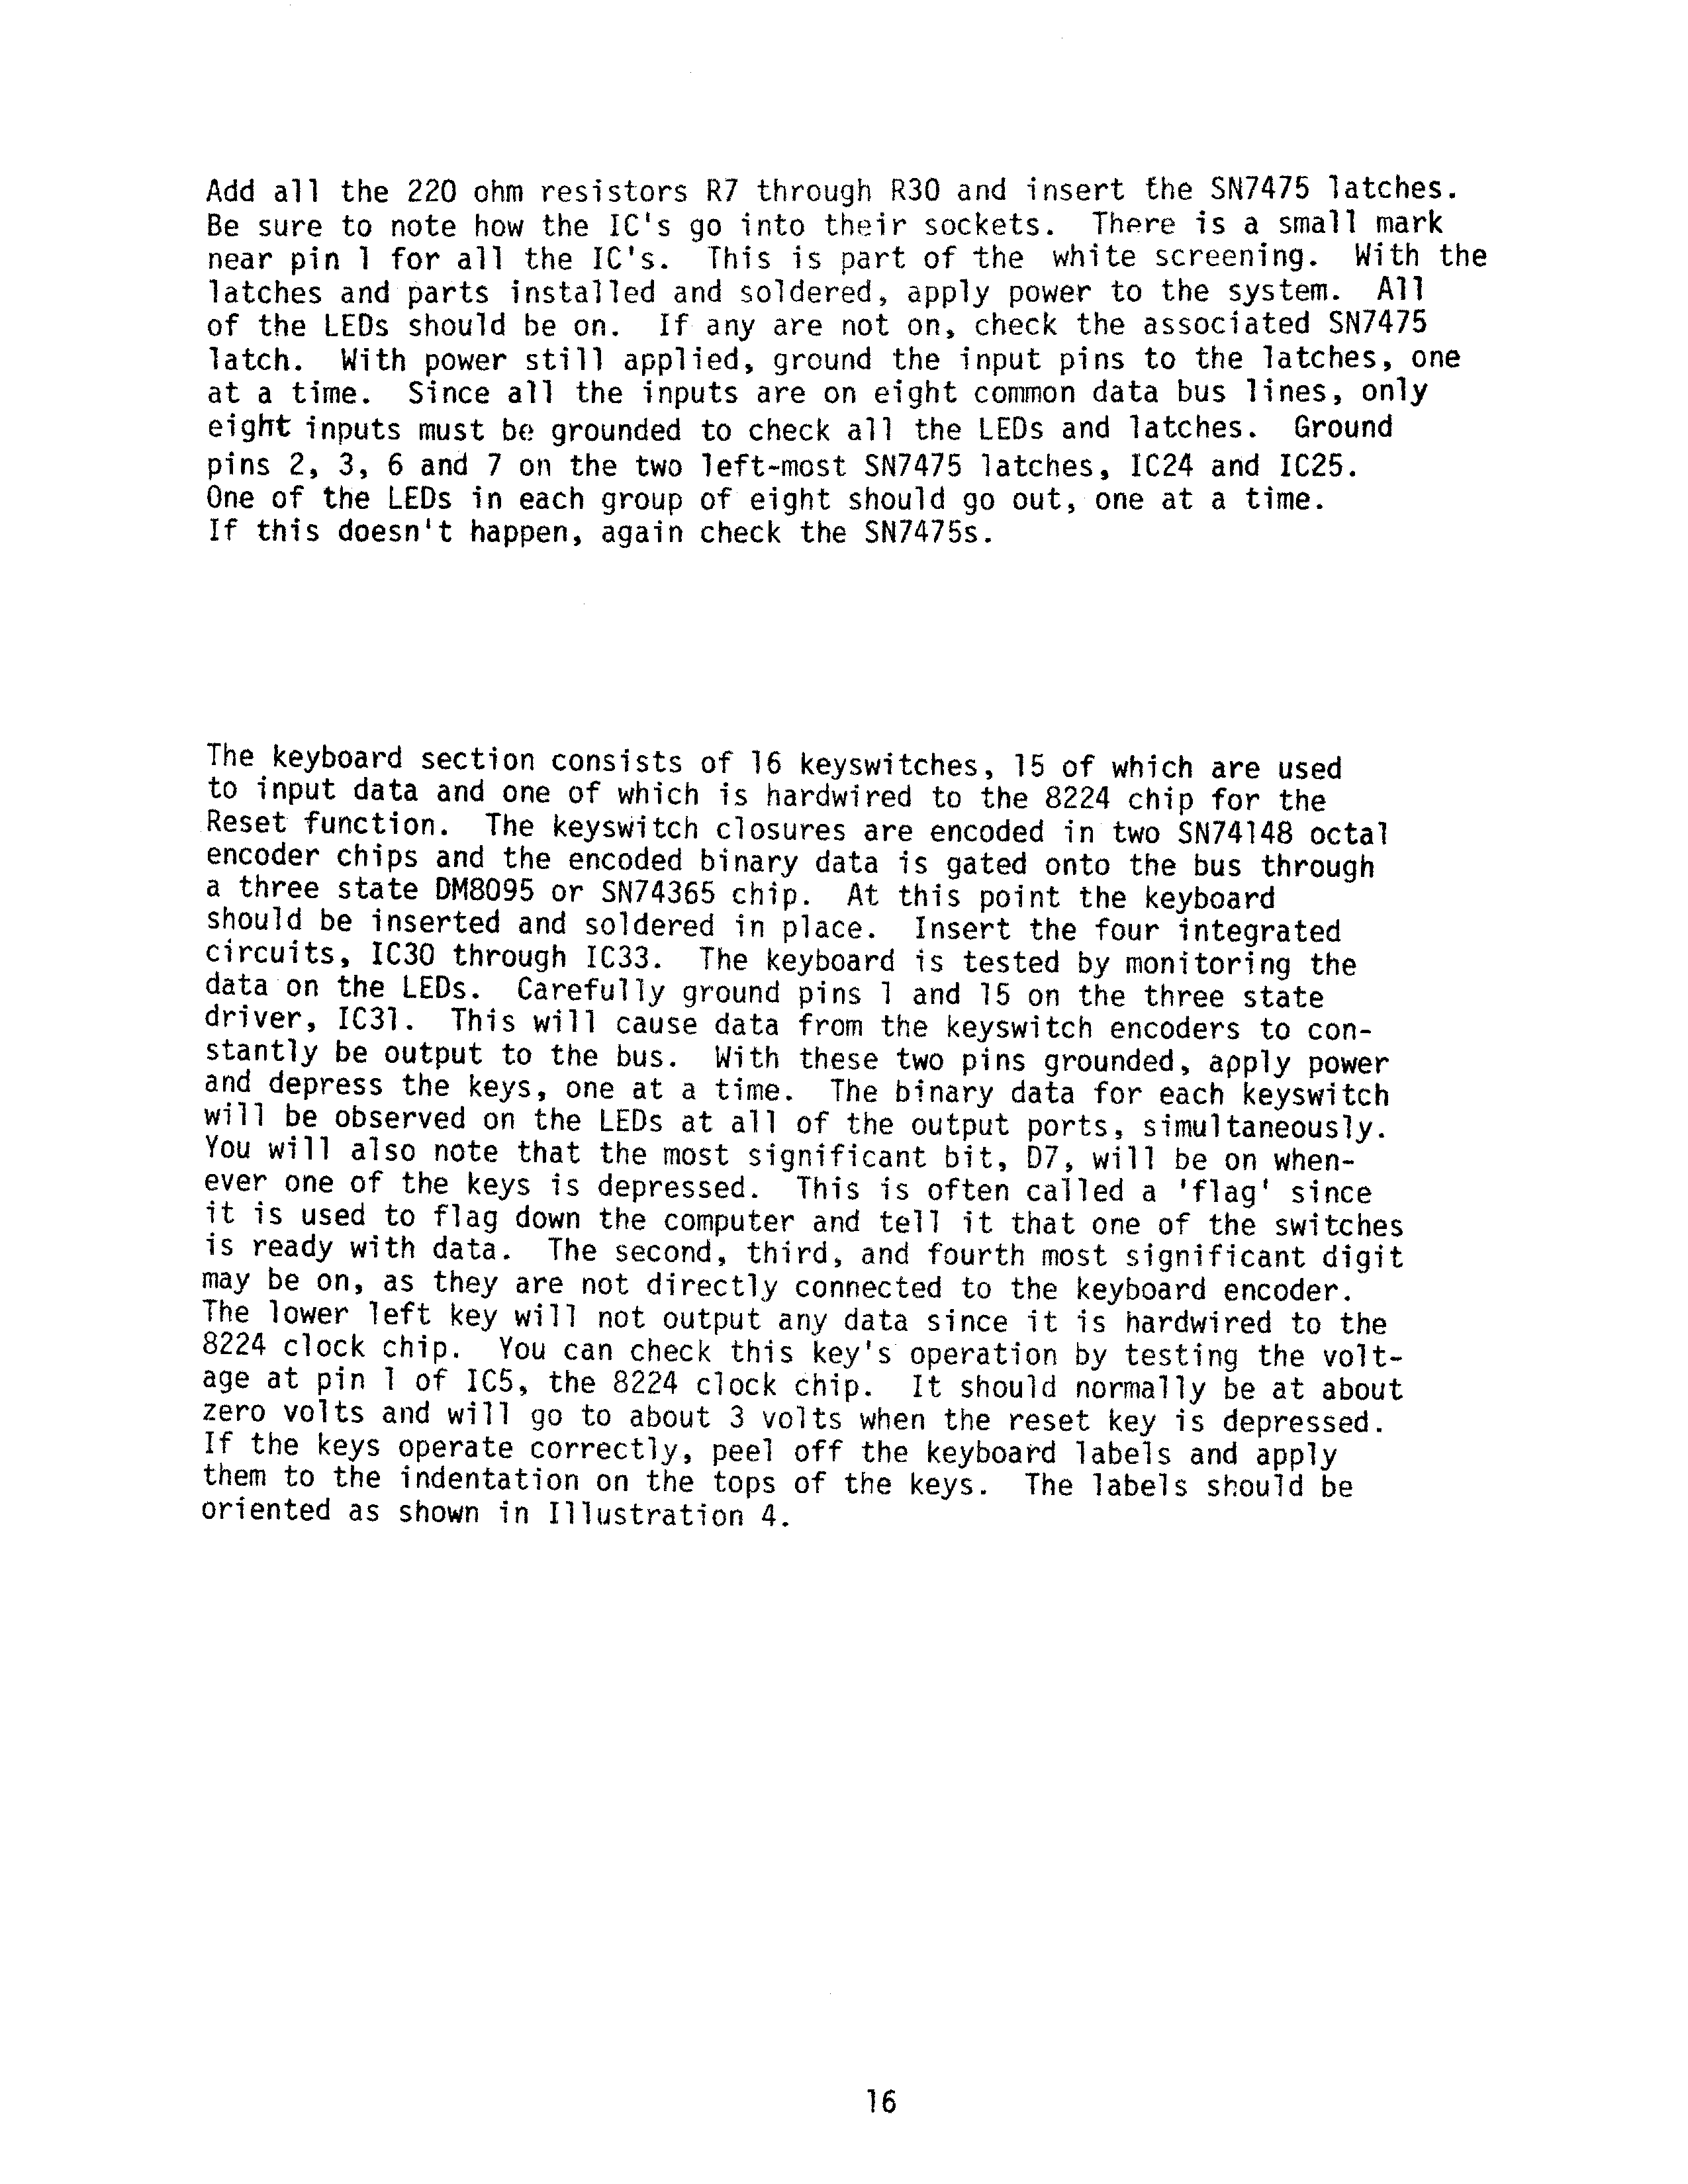 Add all the 220 ohm resistors R7 through R30 and insert the SN7475 latches.
Be sure to note how the IC's go into their sockets.  There is a small mark
near pin 1 for all the IC's.  This is part of the white screening.  With the
latches and parts installed and soldered, apply power to the system.  All
of the LEDs should be on.  If any are not on, check the associated SN7475
latch.  With power still applied, ground the input pins to the latches, one
at a time.  Since all the inputs are on eight common data bus lines, only
eight inputs must be grounded to check all the LEDs and latches.  Ground
pins 2, 3, 6 and 7 on the two left-most SN7475 latches, IC24 and IC25.
One of the LEDs in each group of eight should go out, one at a time.
If this doesn't happen, again check the SN7475s.
The keyboard section consists of 16 keyswitches, 15 of which are used
to input data and one of which is hardwired to the 8224 chip for the
Reset function.  The keyswitch closures are encoded in two SN74148 octal
encoder chips and the encoded binary data is gated onto the bus through
a three state DM8095 or SN74365 chip.  At this point the keyboard
should be inserted and soldered in place.  Insert the four integrated
circuits, IC30 through IC33.  The keyboard is tested by monitoring the
data on the LEDs.  Carefully ground pins 1 and 15 on the three state
driver, IC31.  This will cause data from the keyswitch encoders to con-
stantly be output to the bus.  With these two pins grounded, apply power
and depress the keys, one at a time.  The binary data for each keyswitch
will be observed on the LEDs at all of the output ports, simultaneously.
You will also note that the most significant bit, D7, will be on when-
ever one of the keys is depressed.  This is often called a 'flag' since
it is used to flag down the computer and tell it that one of the switches
is ready with data.  The second, third, and fourth most significant digit
may be on, as they are not directly connected to the keyboard encoder.
The lower left key will not output any data since it is hardwired to the
8224 clock chip.  You can check this key's operation by testing the volt-
age at pin 1 of IC5, the 8224 clock chip.  It should normally be at about
zero volts and will go to about 3 volts when the reset key is depressed.
If the keys operate correctly, peel off the keyboard labels and apply
them to the indentation on the tops of the keys.  The labels should be
oriented as shown in Illustration 4.
16